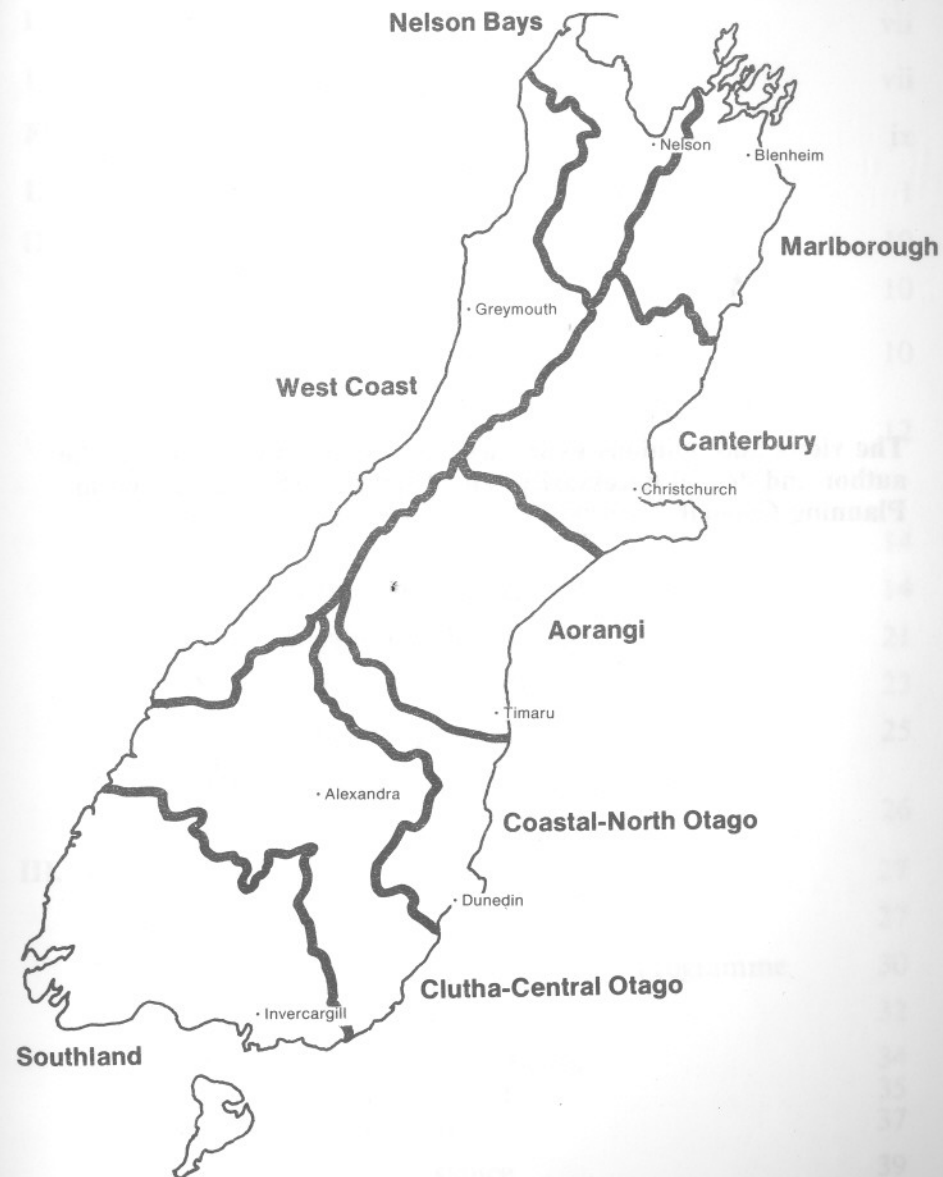 Nelson Bays
Nelson
Blenheim
Marlborough
Greymouth
West Coast
Canterbury
Christchurch
Aorangi
Timaru
Alexandra
Coastal-North Otago
Dunedin
Clutha-Central Otago
Invercargill
Southland